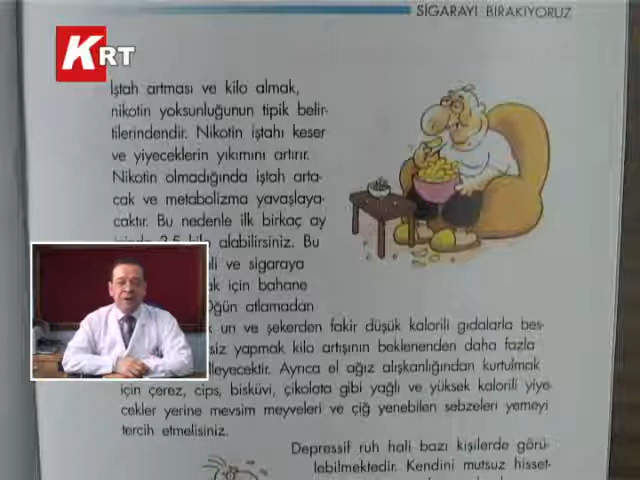 SİGARAYI BIRAKIYORUZ
KRT
İştah artması ve kilo almak,
nikotin yoksunluğunun tipik belir-
tilerindendir. Nikotin iştahı keser
ve yiyeceklerin yıkımını artırır.
Nikotin olmadığında iştah arta-
cak ve metabolizma yavaşlaya-
caktır. Bu nedenle ilk birkaç ay
alabilirsiniz. Bu
ve sigaraya
için bahane
Öğün atlamadan
un ve şekerden fakir düşük kalorili gıdalarla bes-
yapmak kilo artışının beklenenden daha fazla
Ayrıca el ağız alışkanlığından kurtulmak
için çerez, cips, bisküvi, çikolata gibi yağlı ve yüksek kalorili yiye-
cekler yerine mevsim meyveleri ve çiğ yenebilen sebzeleri yemeyi
tercih etmelisiniz.
Depressif ruh hali bazı kişilerde görü-
lebilmektedir. Kendini mutsuz hisset-